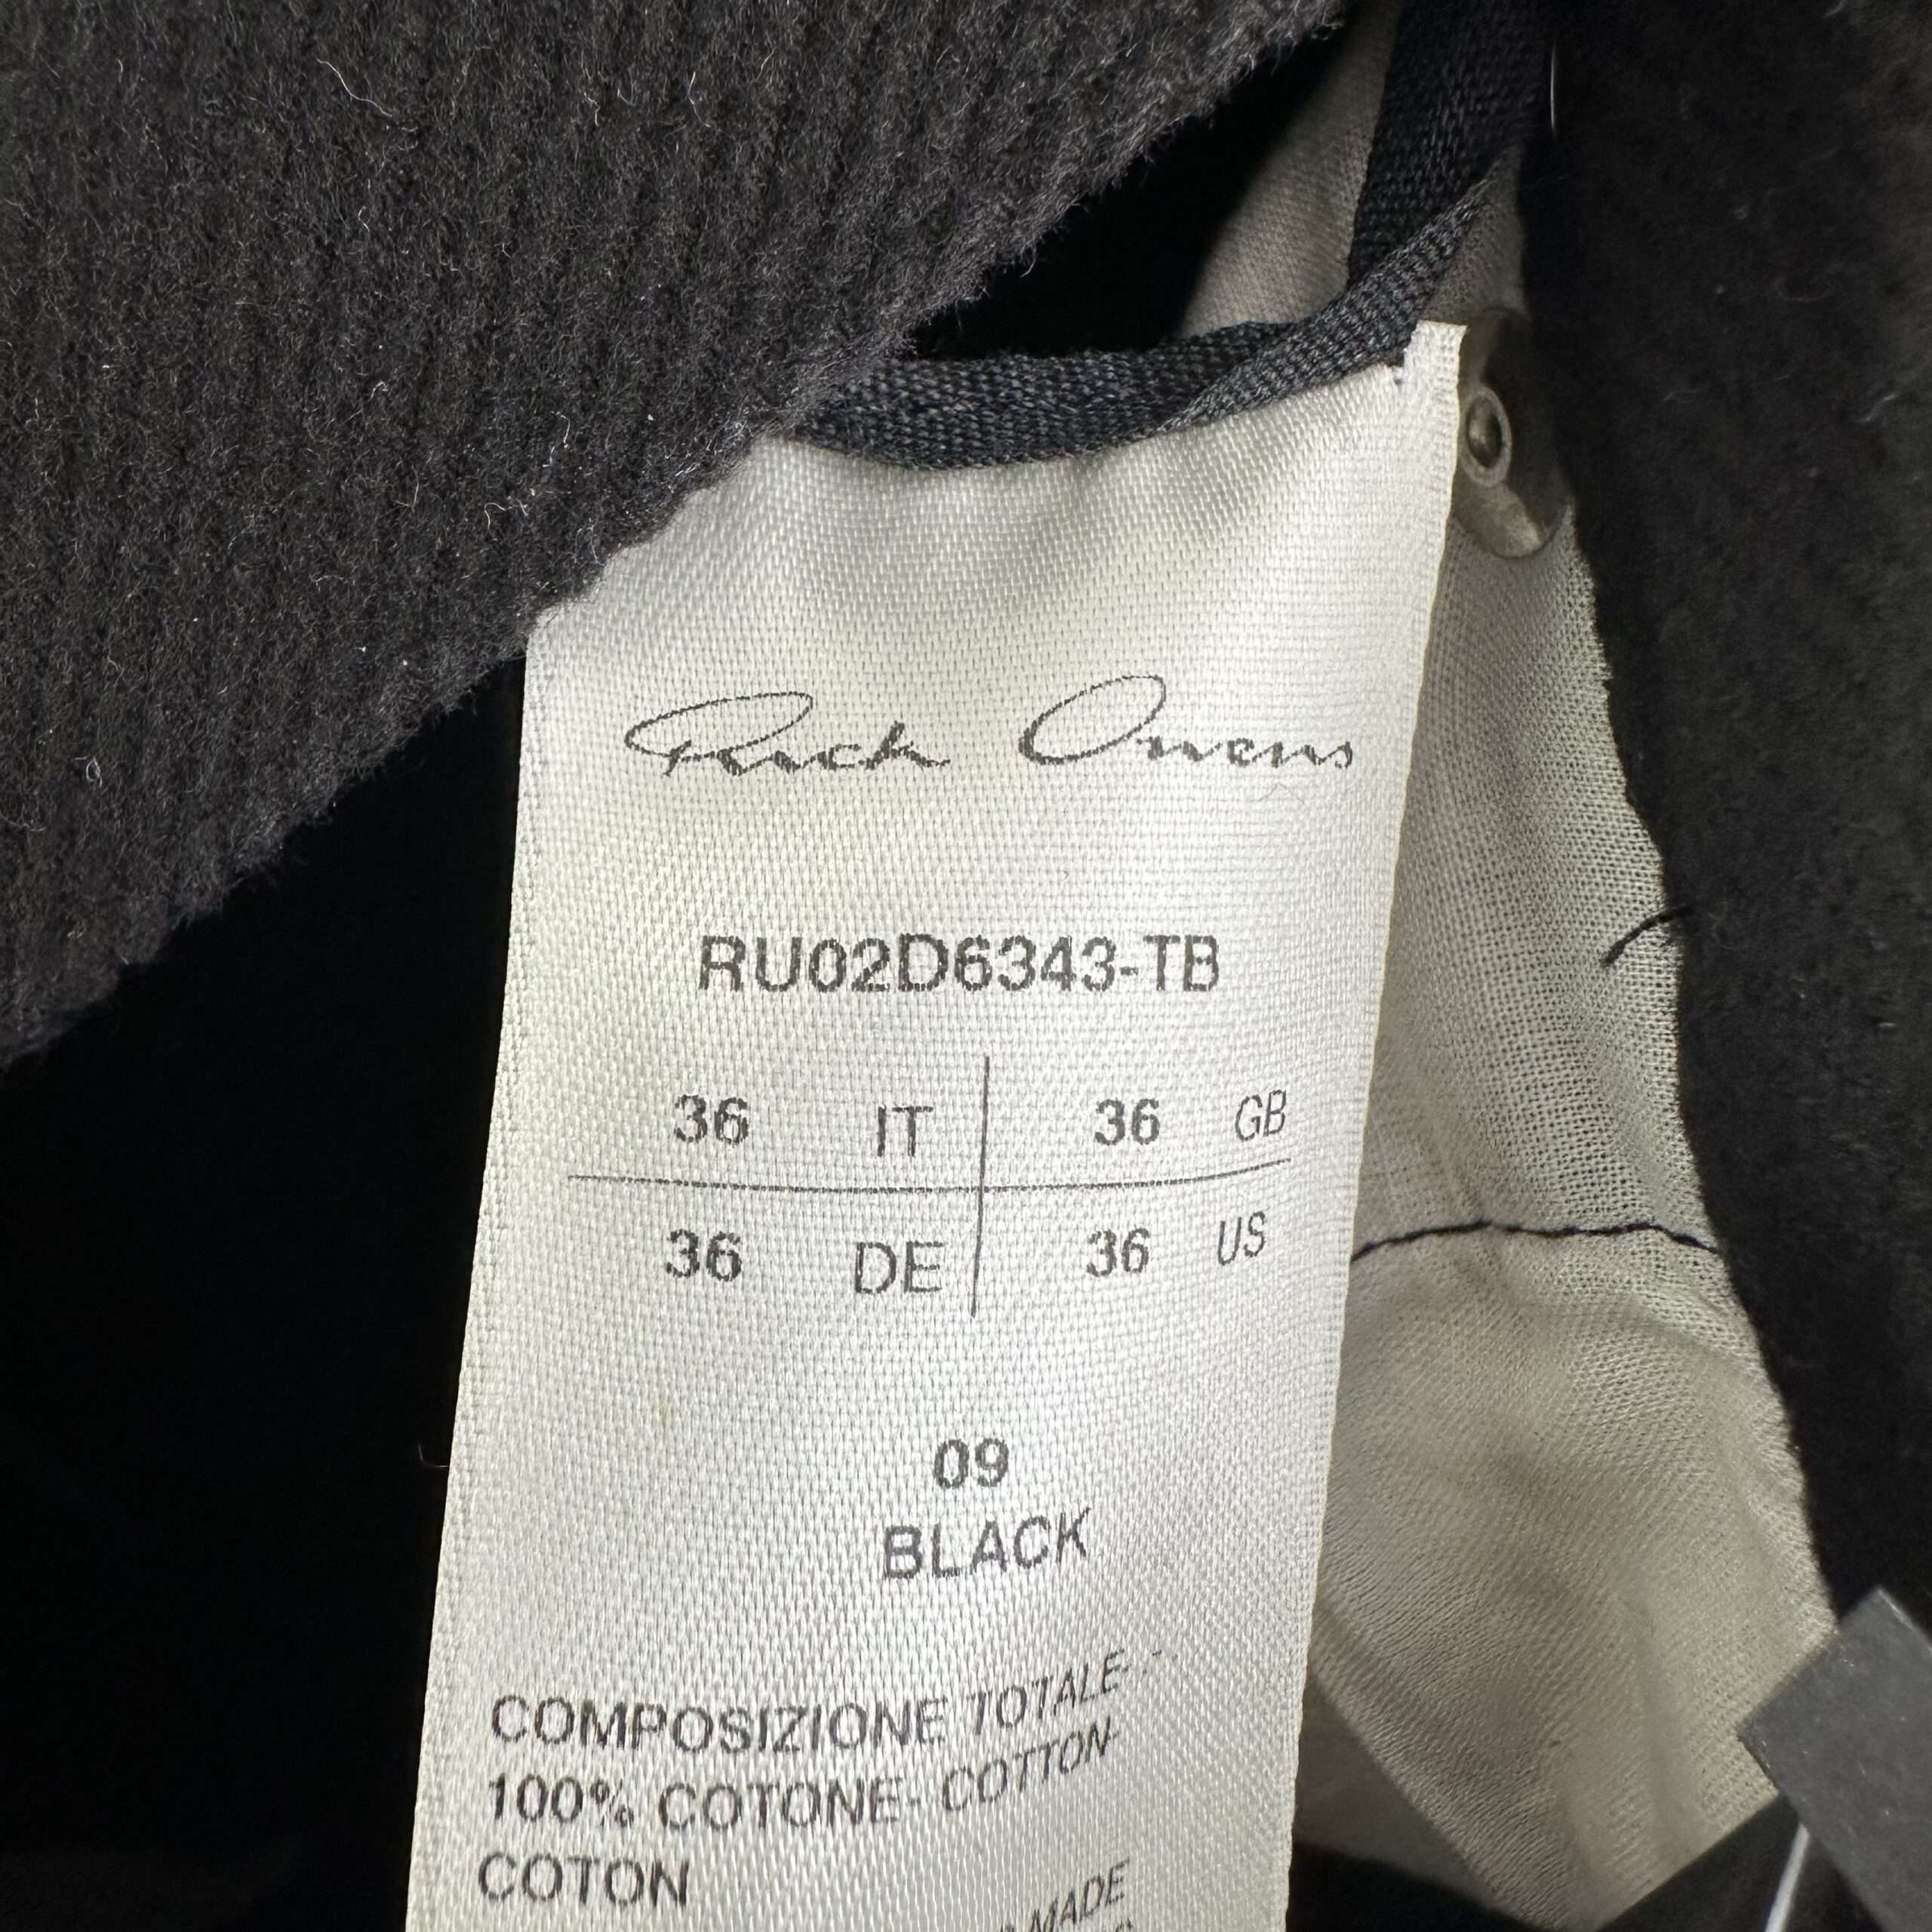 Rick Owens
RU02D6343-TB
36 IT 36 GB
36 DE 36 US
09
BLACK
COMPOSIZIONE TOTALE- -
100% COTONE- COTTON-
COTON
MADE